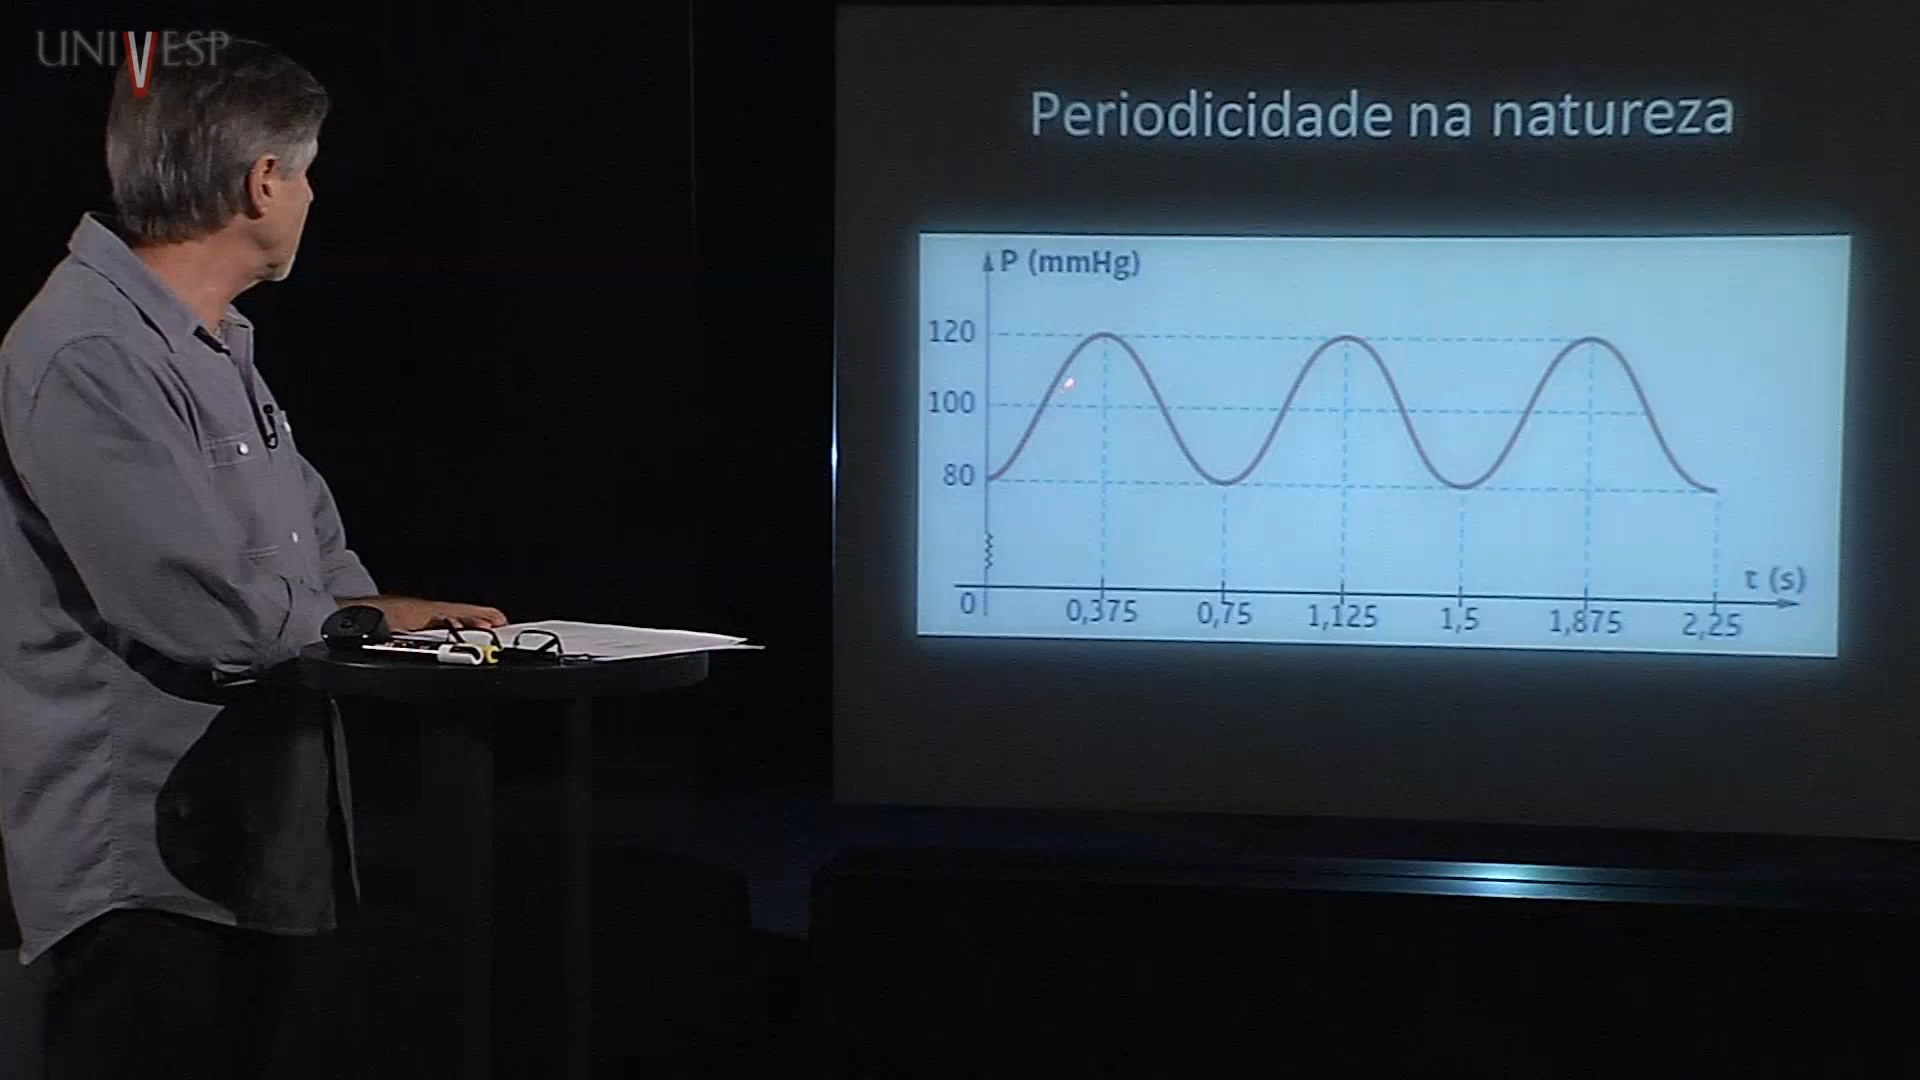 UNIVESP
Periodicidade na natureza
P (mmHg)
120
100
80
t (s)
0 0,375 0,75 1,125 1,5 1,875 2,25